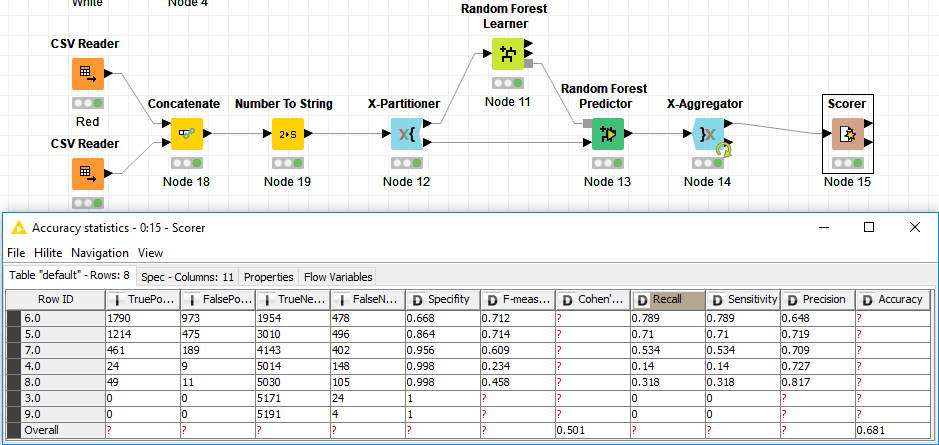 White Node 4
Random Forest
Learner
CSV Reader
Node 11
Random Forest
Predictor
Concatenate Number To String X-Partitioner X-Aggregator Scorer
2▸S X{ }X
Red
CSV Reader
Node 18 Node 19 Node 12 Node 13 Node 14 Node 15
Accuracy statistics - 0:15 - Scorer
File Hilite Navigation View
Table "default" - Rows: 8 Spec - Columns: 11 Properties Flow Variables
Row ID I TruePo... I FalsePo... I TrueNe... I FalseN... D Specifity D F-meas... D Cohen'... D Recall D Sensitivity D Precision D Accuracy
6.0 1790 973 1954 478 0.668 0.712 ? 0.789 0.789 0.648 ?
5.0 1214 475 3010 496 0.864 0.714 ? 0.71 0.71 0.719 ?
7.0 461 189 4143 402 0.956 0.609 ? 0.534 0.534 0.709 ?
4.0 24 9 5014 148 0.998 0.234 ? 0.14 0.14 0.727 ?
8.0 49 11 5030 105 0.998 0.458 ? 0.318 0.318 0.817 ?
3.0 0 0 5171 24 1 ? ? 0 0 ? ?
9.0 0 0 5191 4 1 ? ? 0 0 ? ?
Overall ? ? ? ? ? ? 0.501 ? ? ? 0.681